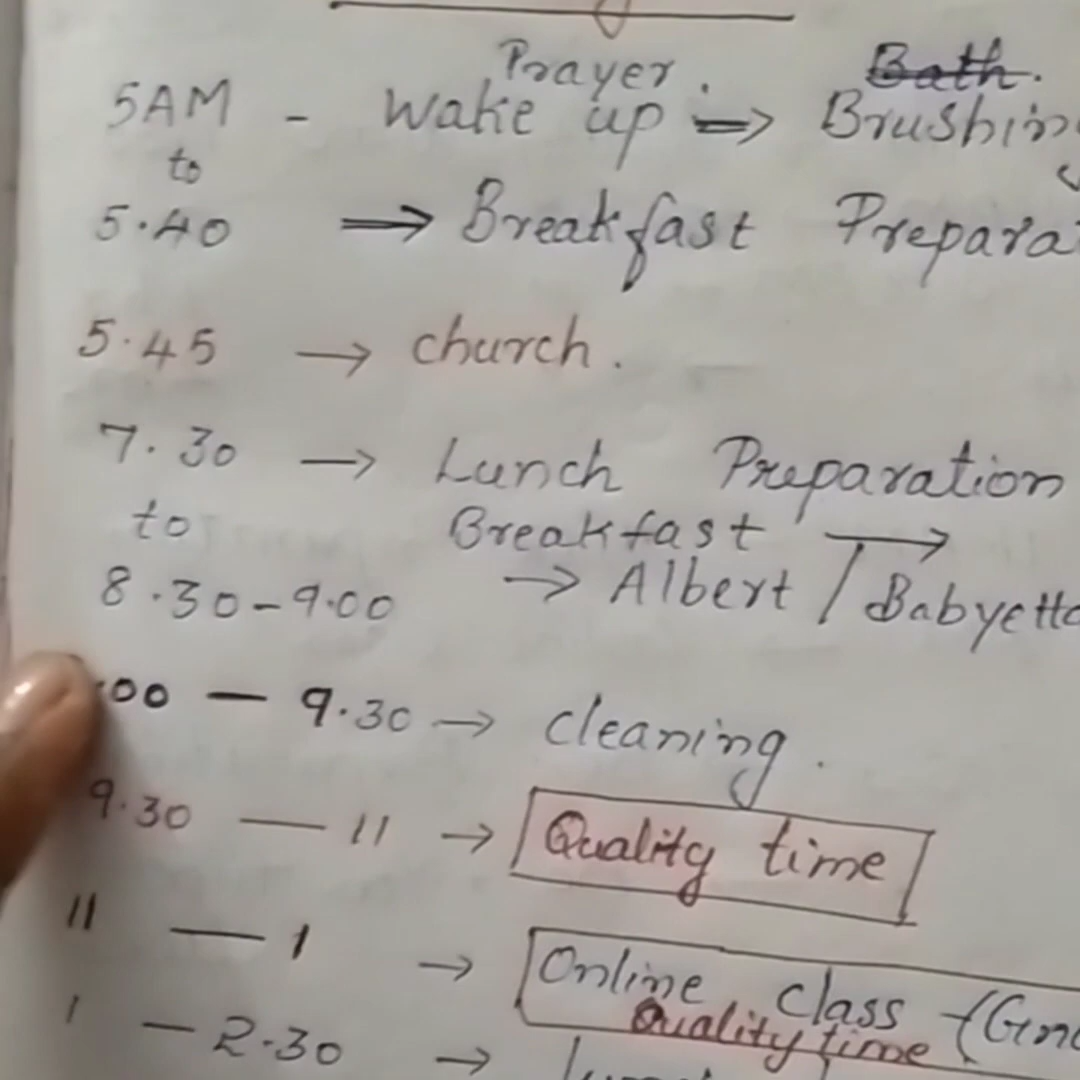 Prayer. Bath.
5AM - Wake up => Brushin
to
5.40 => Breakfast Prepara
5.45 → church.
7.30 → Lunch Preparation
to Breakfast →
8.30-9.00 → Albert / Babyetta
.00 — 9.30 → cleaning.
9.30 — 11 → Quality time
11 — 1 → Online class
Quality time
1 — 2.30 →